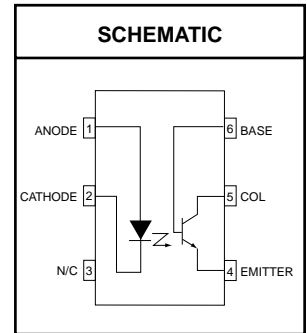 SCHEMATIC
ANODE 1
6 BASE
CATHODE 2
5 COL
N/C 3
4 EMITTER